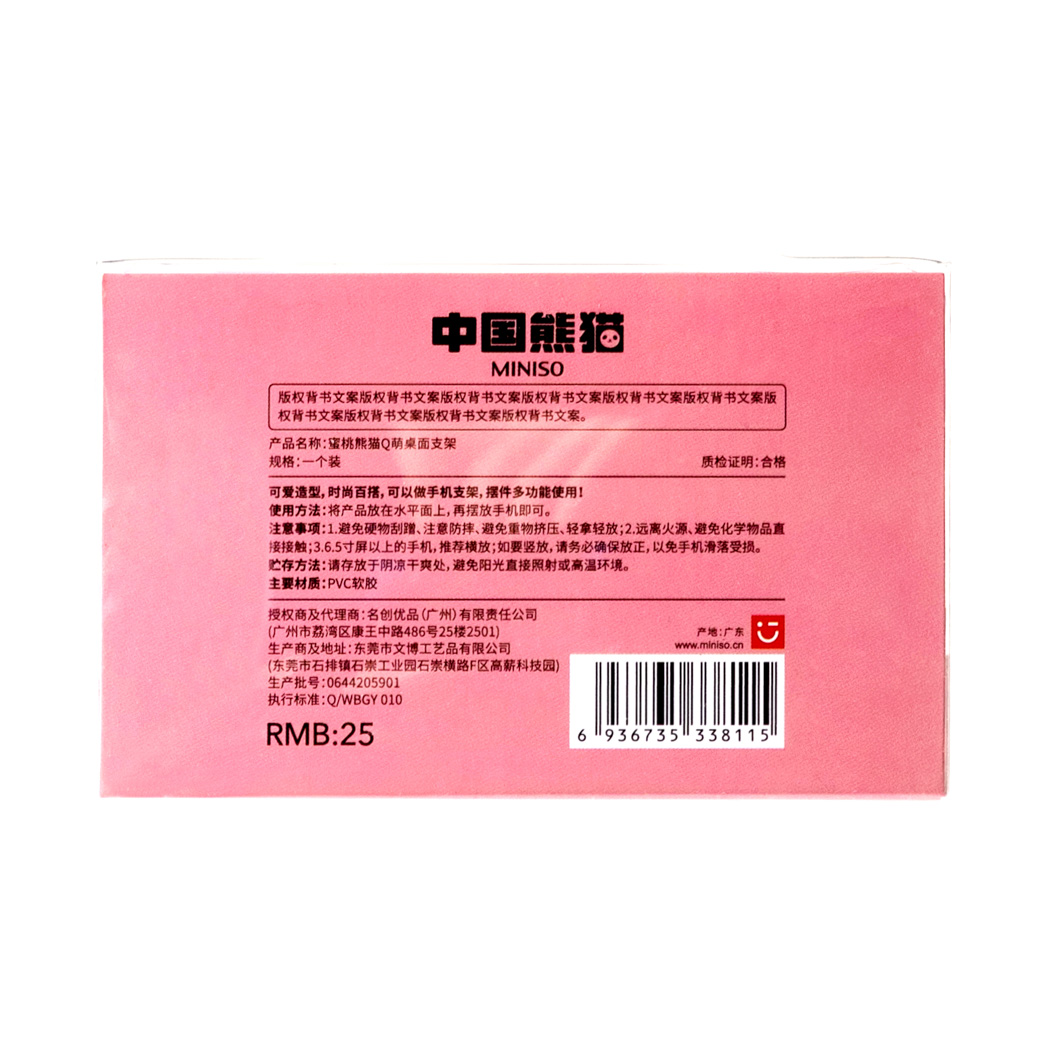 中国熊猫
MINISO
版权背书文案版权背书文案版权背书文案版权背书文案版权背书文案版权背书文案版
权背书文案版权背书文案版权背书文案版权背书文案。
产品名称：蜜桃熊猫Q萌桌面支架
规格：一个装 质检证明：合格
可爱造型，时尚百搭，可以做手机支架，摆件多功能使用！
使用方法：将产品放在水平面上，再摆放手机即可。
注意事项：1.避免硬物刮蹭、注意防摔、避免重物挤压、轻拿轻放；2.远离火源、避免化学物品直
接接触；3.6.5寸屏以上的手机，推荐横放；如要竖放，请务必确保放正，以免手机滑落受损。
贮存方法：请存放于阴凉干爽处，避免阳光直接照射或高温环境。
主要材质：PVC软胶
授权商及代理商：名创优品（广州）有限责任公司
(广州市荔湾区康王中路486号25楼2501)
生产商及地址：东莞市文博工艺品有限公司
(东莞市石排镇石崇工业园石崇横路F区高薪科技园)
生产批号：0644205901
执行标准：Q/WBGY 010
产地：广东
www.miniso.cn
RMB:25
6 936735 338115